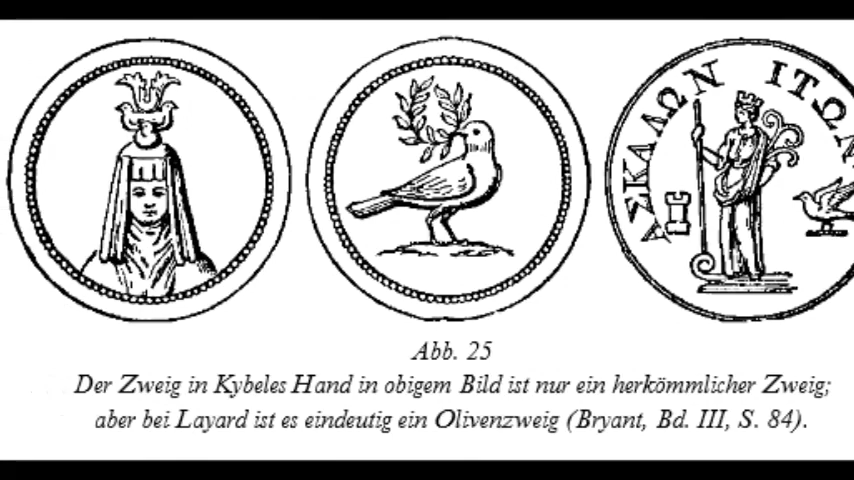 ΑΣΚΑΛΩΝ ΙΤΩΝ
Abb. 25
Der Zweig in Kybeles Hand in obigem Bild ist nur ein herkömmlicher Zweig;
aber bei Layard ist es eindeutig ein Olivenzweig (Bryant, Bd. III, S. 84).